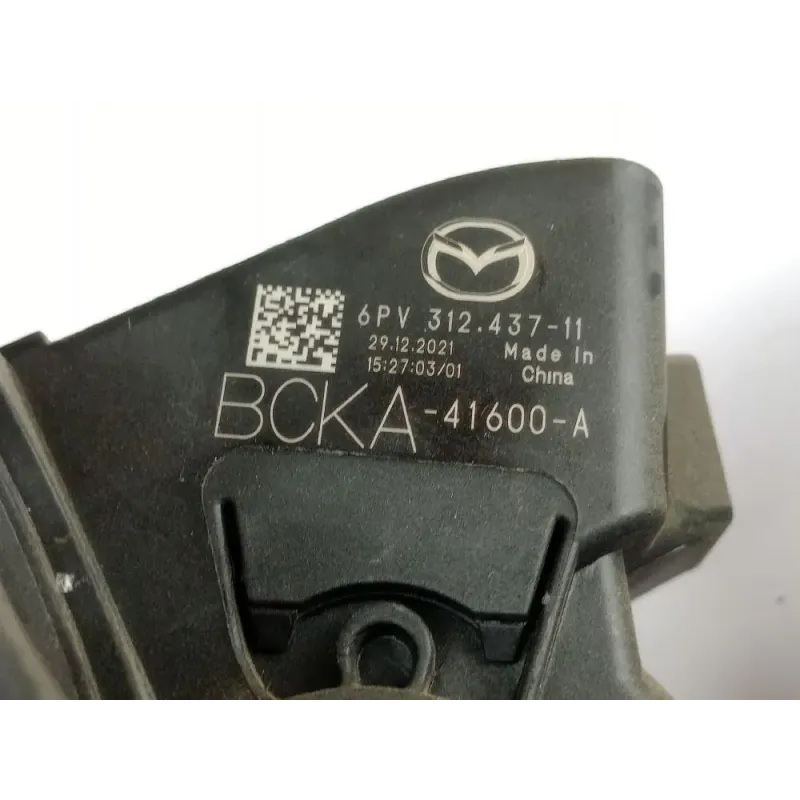 6PV 312.437-11
29.12.2021 Made in
15:27:03/01 China
BCKA-41600-A